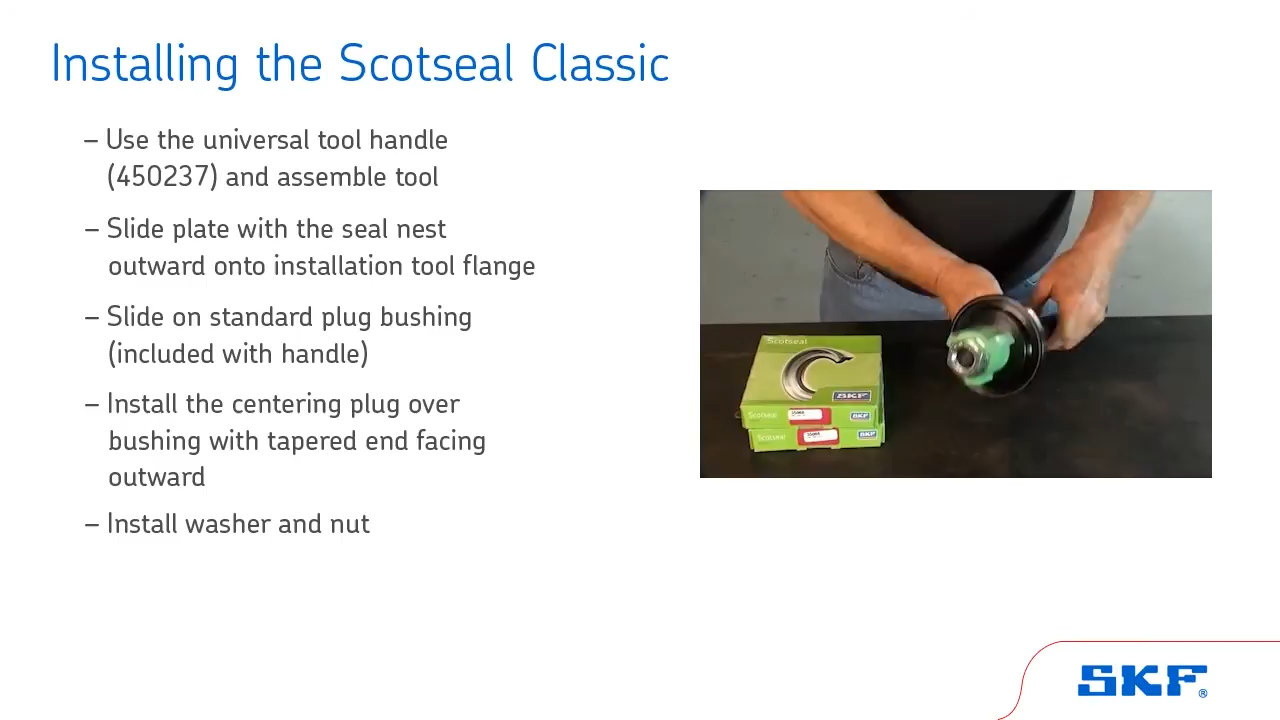 Installing the Scotseal Classic
– Use the universal tool handle
(450237) and assemble tool
– Slide plate with the seal nest
outward onto installation tool flange
– Slide on standard plug bushing
(included with handle)
– Install the centering plug over
bushing with tapered end facing
outward
– Install washer and nut
Scotseal
SKF
Scotseal
SKF
Scotseal
SKF
SKF®